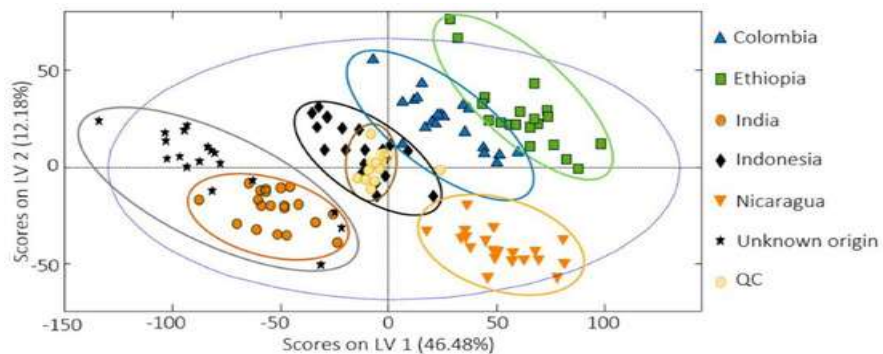 Scores on LV 2 (12.18%)
50
0
-50
-150
-100
-50
0
50
100
Scores on LV 1 (46.48%)
Colombia
Ethiopia
India
Indonesia
Nicaragua
Unknown origin
QC